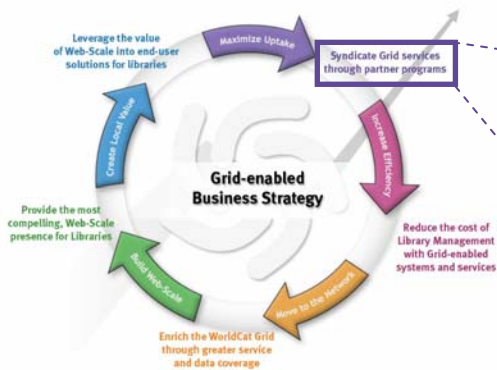 Leverage the value
of Web-Scale into end-user
solutions for libraries
Maximize Uptake
Syndicate Grid services
through partner programs
Increase Efficiency
Reduce the cost of
Library Management
with Grid-enabled
systems and services
Move to the Network
Enrich the WorldCat Grid
through greater service
and data coverage
Build Web-Scale
Provide the most
compelling, Web-Scale
presence for Libraries
Create Local Value
Grid-enabled
Business Strategy